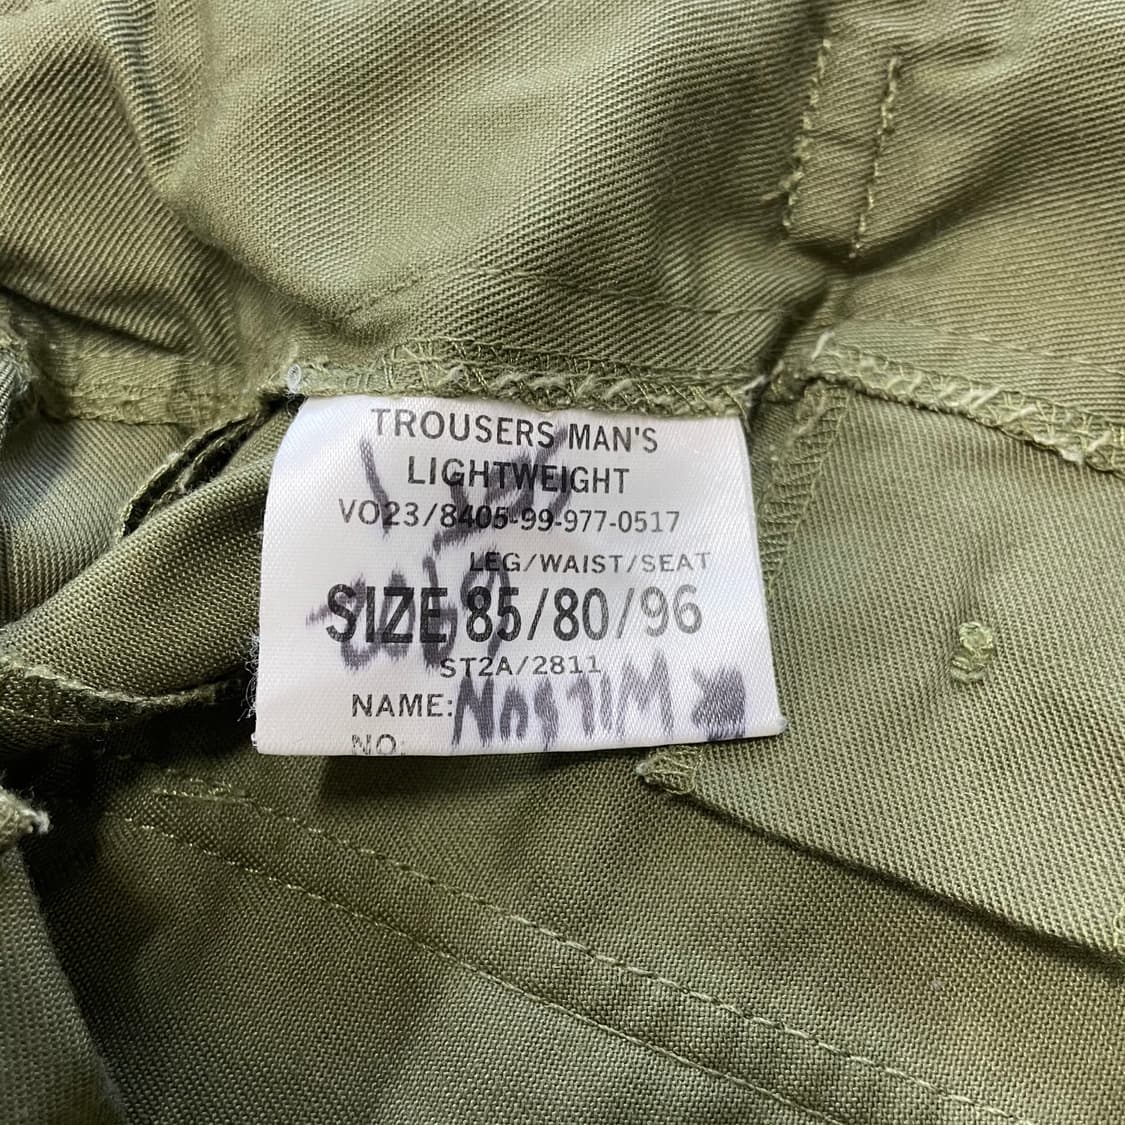 TROUSERS MAN'S
LIGHTWEIGHT
VO23/8405-99-977-0517
LEG/WAIST/SEAT
SIZE 85/80/96
ST2A/2811
NAME:
NO:
WILSON